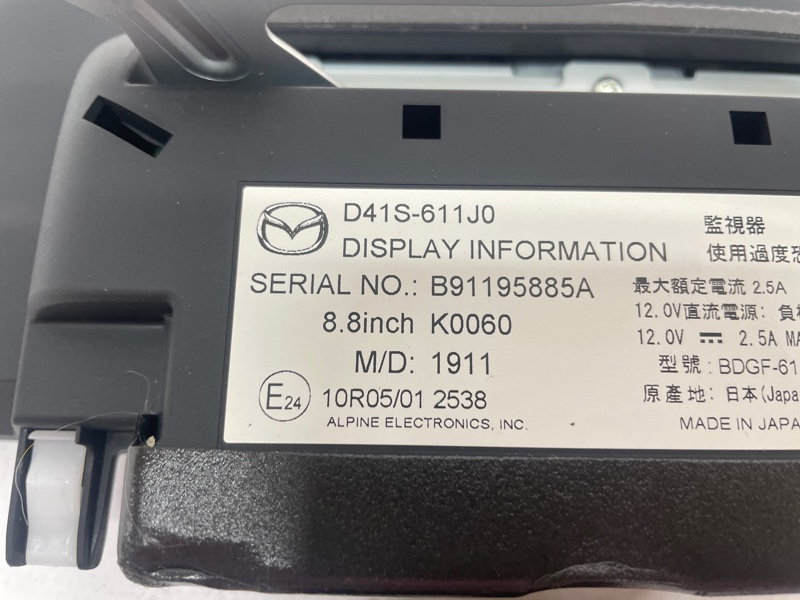 D41S-611J0
DISPLAY INFORMATION
SERIAL NO.: B91195885A
8.8inch K0060
M/D: 1911
E24 10R05/01 2538
ALPINE ELECTRONICS, INC.
監視器
使用過度恐
最大額定電流 2.5A
12.0V直流電源: 負
12.0V ⎓ 2.5A MA
型號: BDGF-61
原產地: 日本(Japa
MADE IN JAPA